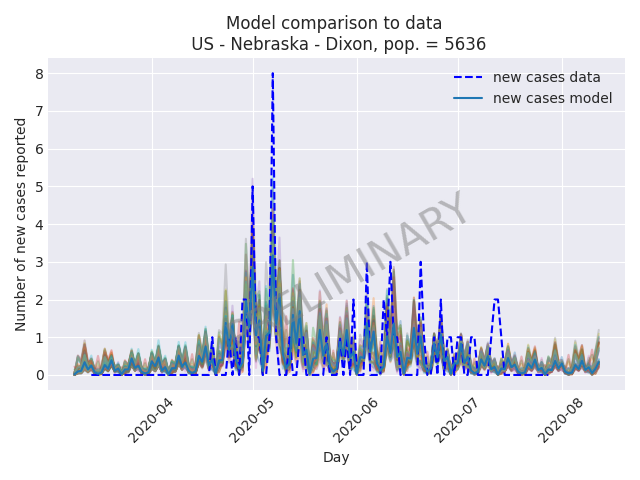 Model comparison to data
US - Nebraska - Dixon, pop. = 5636
new cases data
new cases model
PRELIMINARY
Number of new cases reported
8
7
6
5
4
3
2
1
0
2020-04
2020-05
2020-06
2020-07
2020-08
Day